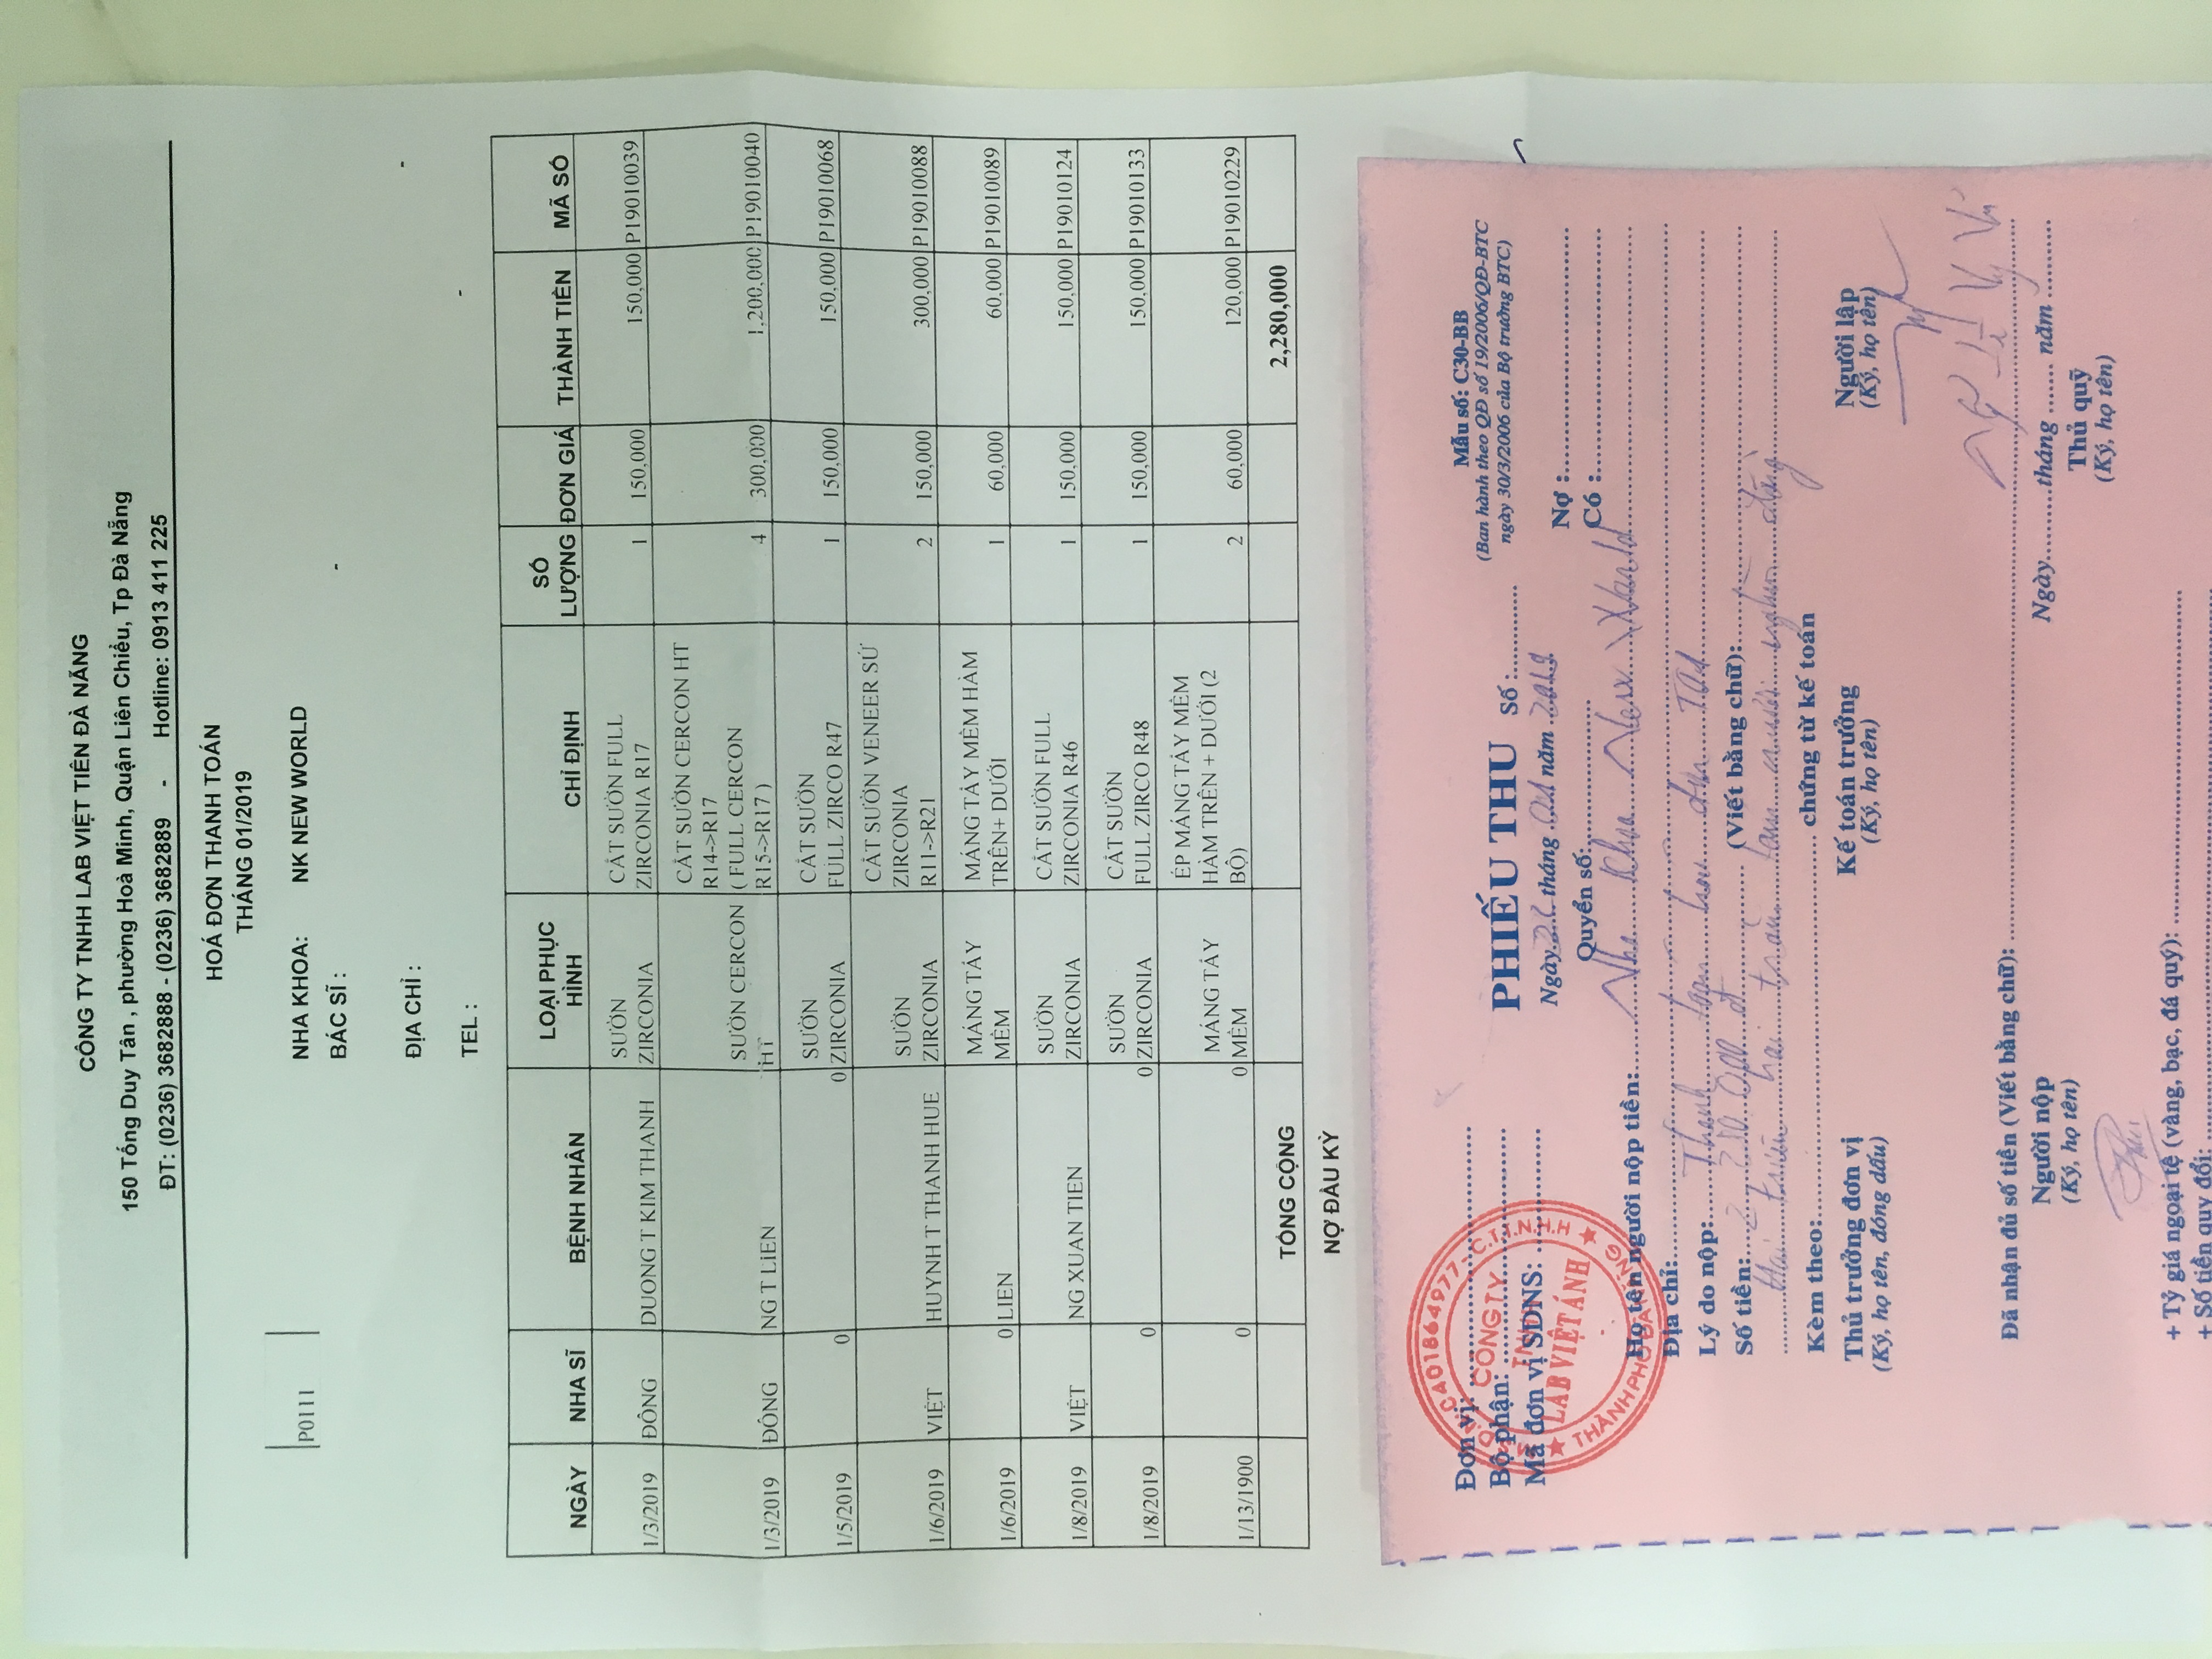 CÔNG TY TNHH LAB VIỆT TIÊN ĐÀ NẴNG
150 Tống Duy Tân , phường Hoà Minh, Quận Liên Chiểu, Tp Đà Nẵng
ĐT: (0236) 3682888 - (0236) 3682889 - Hotline: 0913 411 225
HOÁ ĐƠN THANH TOÁN
THÁNG 01/2019
P0111
NHA KHOA: NK NEW WORLD
BÁC SĨ : -
ĐỊA CHỈ : -
TEL : -
NGÀY NHA SĨ BỆNH NHÂN LOẠI PHỤC HÌNH CHỈ ĐỊNH SỐ LƯỢNG ĐƠN GIÁ THÀNH TIỀN MÃ SỐ
1/3/2019 ĐÔNG DUONG T KIM THANH SƯỜN ZIRCONIA CẮT SƯỜN FULL ZIRCONIA R17 1 150,000 150,000 P19010039
1/3/2019 ĐÔNG NG T LIEN SƯỜN CERCON HT CẮT SƯỜN CERCON HT R14->R17 ( FULL CERCON R15->R17 ) 4 300,000 1,200,000 P19010040
1/5/2019 0 0 SƯỜN ZIRCONIA CẮT SƯỜN FULL ZIRCO R47 1 150,000 150,000 P19010068
1/6/2019 VIỆT HUYNH T THANH HUE SƯỜN ZIRCONIA CẮT SƯỜN VENEER SỨ ZIRCONIA R11->R21 2 150,000 300,000 P19010088
1/6/2019 0 LIEN MÁNG TẨY MỀM MÁNG TẨY MỀM HÀM TRÊN+ DƯỚI 1 60,000 60,000 P19010089
1/8/2019 VIỆT NG XUAN TIEN SƯỜN ZIRCONIA CẮT SƯỜN FULL ZIRCONIA R46 1 150,000 150,000 P19010124
1/8/2019 0 0 SƯỜN ZIRCONIA CẮT SƯỜN FULL ZIRCO R48 1 150,000 150,000 P19010133
1/13/1900 0 0 MÁNG TẨY MỀM ÉP MÁNG TẨY MỀM HÀM TRÊN + DƯỚI (2 BỘ) 2 60,000 120,000 P19010229
TỔNG CỘNG 2,280,000
NỢ ĐẦU KỲ
M.S.D.N: 0401864977 - C.T.T.N.H.H
CÔNG TY
TNHH
LAB VIỆT ÁNH
THÀNH PHỐ ĐÀ NẴNG
Đơn vị:
Bộ phận:
Mã đơn vị SDNS:
Mẫu số: C30-BB
(Ban hành theo QĐ số 19/2006/QĐ-BTC
ngày 30/3/2006 của Bộ trưởng BTC)
PHIẾU THU Số :
Ngày 22 tháng 01 năm 2019
Quyển số:
Nợ :
Có :
Họ tên người nộp tiền: Nha Khoa New World
Địa chỉ:
Lý do nộp: Thanh toán hoá đơn T01
Số tiền: 2 280.000 đ (Viết bằng chữ):
Hai triệu hai trăm tám mươi nghìn đồng
Kèm theo: chứng từ kế toán
Thủ trưởng đơn vị Kế toán trưởng Người lập
(Ký, họ tên, đóng dấu) (Ký, họ tên) (Ký, họ tên)
Đã nhận đủ số tiền (Viết bằng chữ):
Người nộp
(Ký, họ tên)
Ngày tháng năm
Thủ quỹ
(Ký, họ tên)
+ Tỷ giá ngoại tệ (vàng, bạc, đá quý):
+ Số tiền quy đổi: